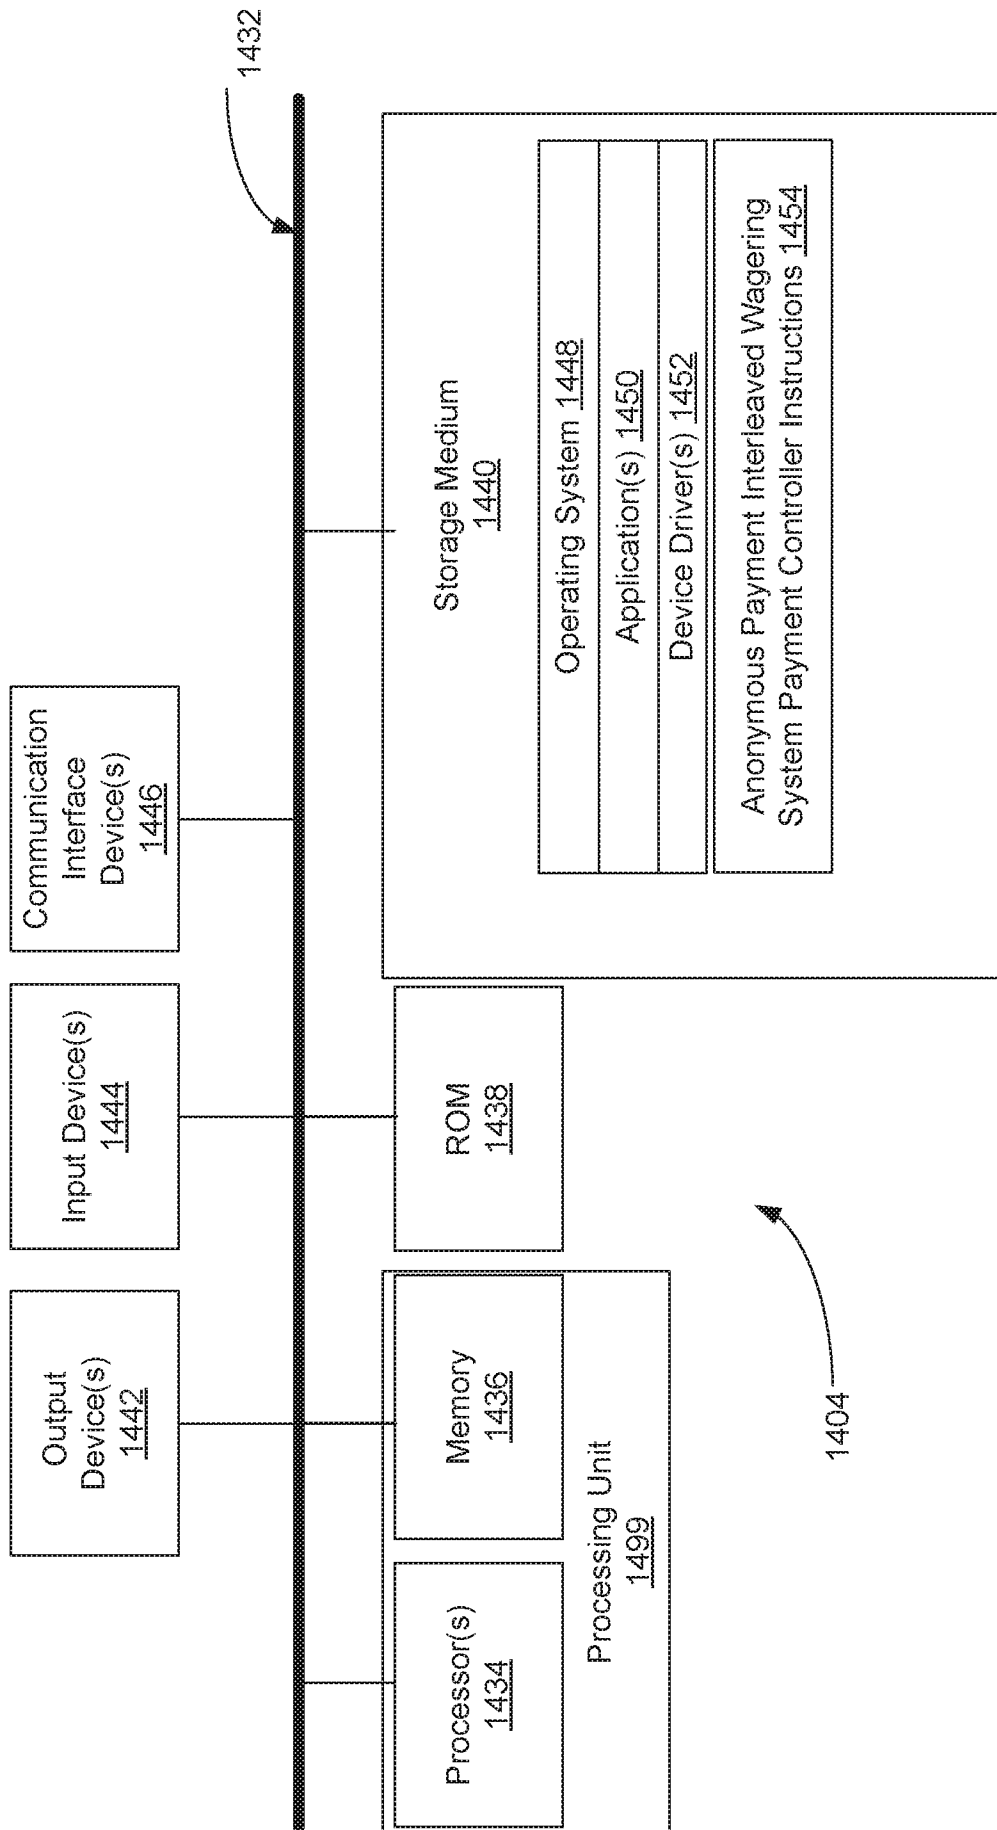 Output
Device(s)
1442
Input Device(s)
1444
Communication
Interface
Device(s)
1446
1432
Processor(s)
1434
Memory
1436
Processing Unit
1499
ROM
1438
Storage Medium
1440
Operating System 1448
Application(s) 1450
Device Driver(s) 1452
Anonymous Payment Interleaved Wagering
System Payment Controller Instructions 1454
1404